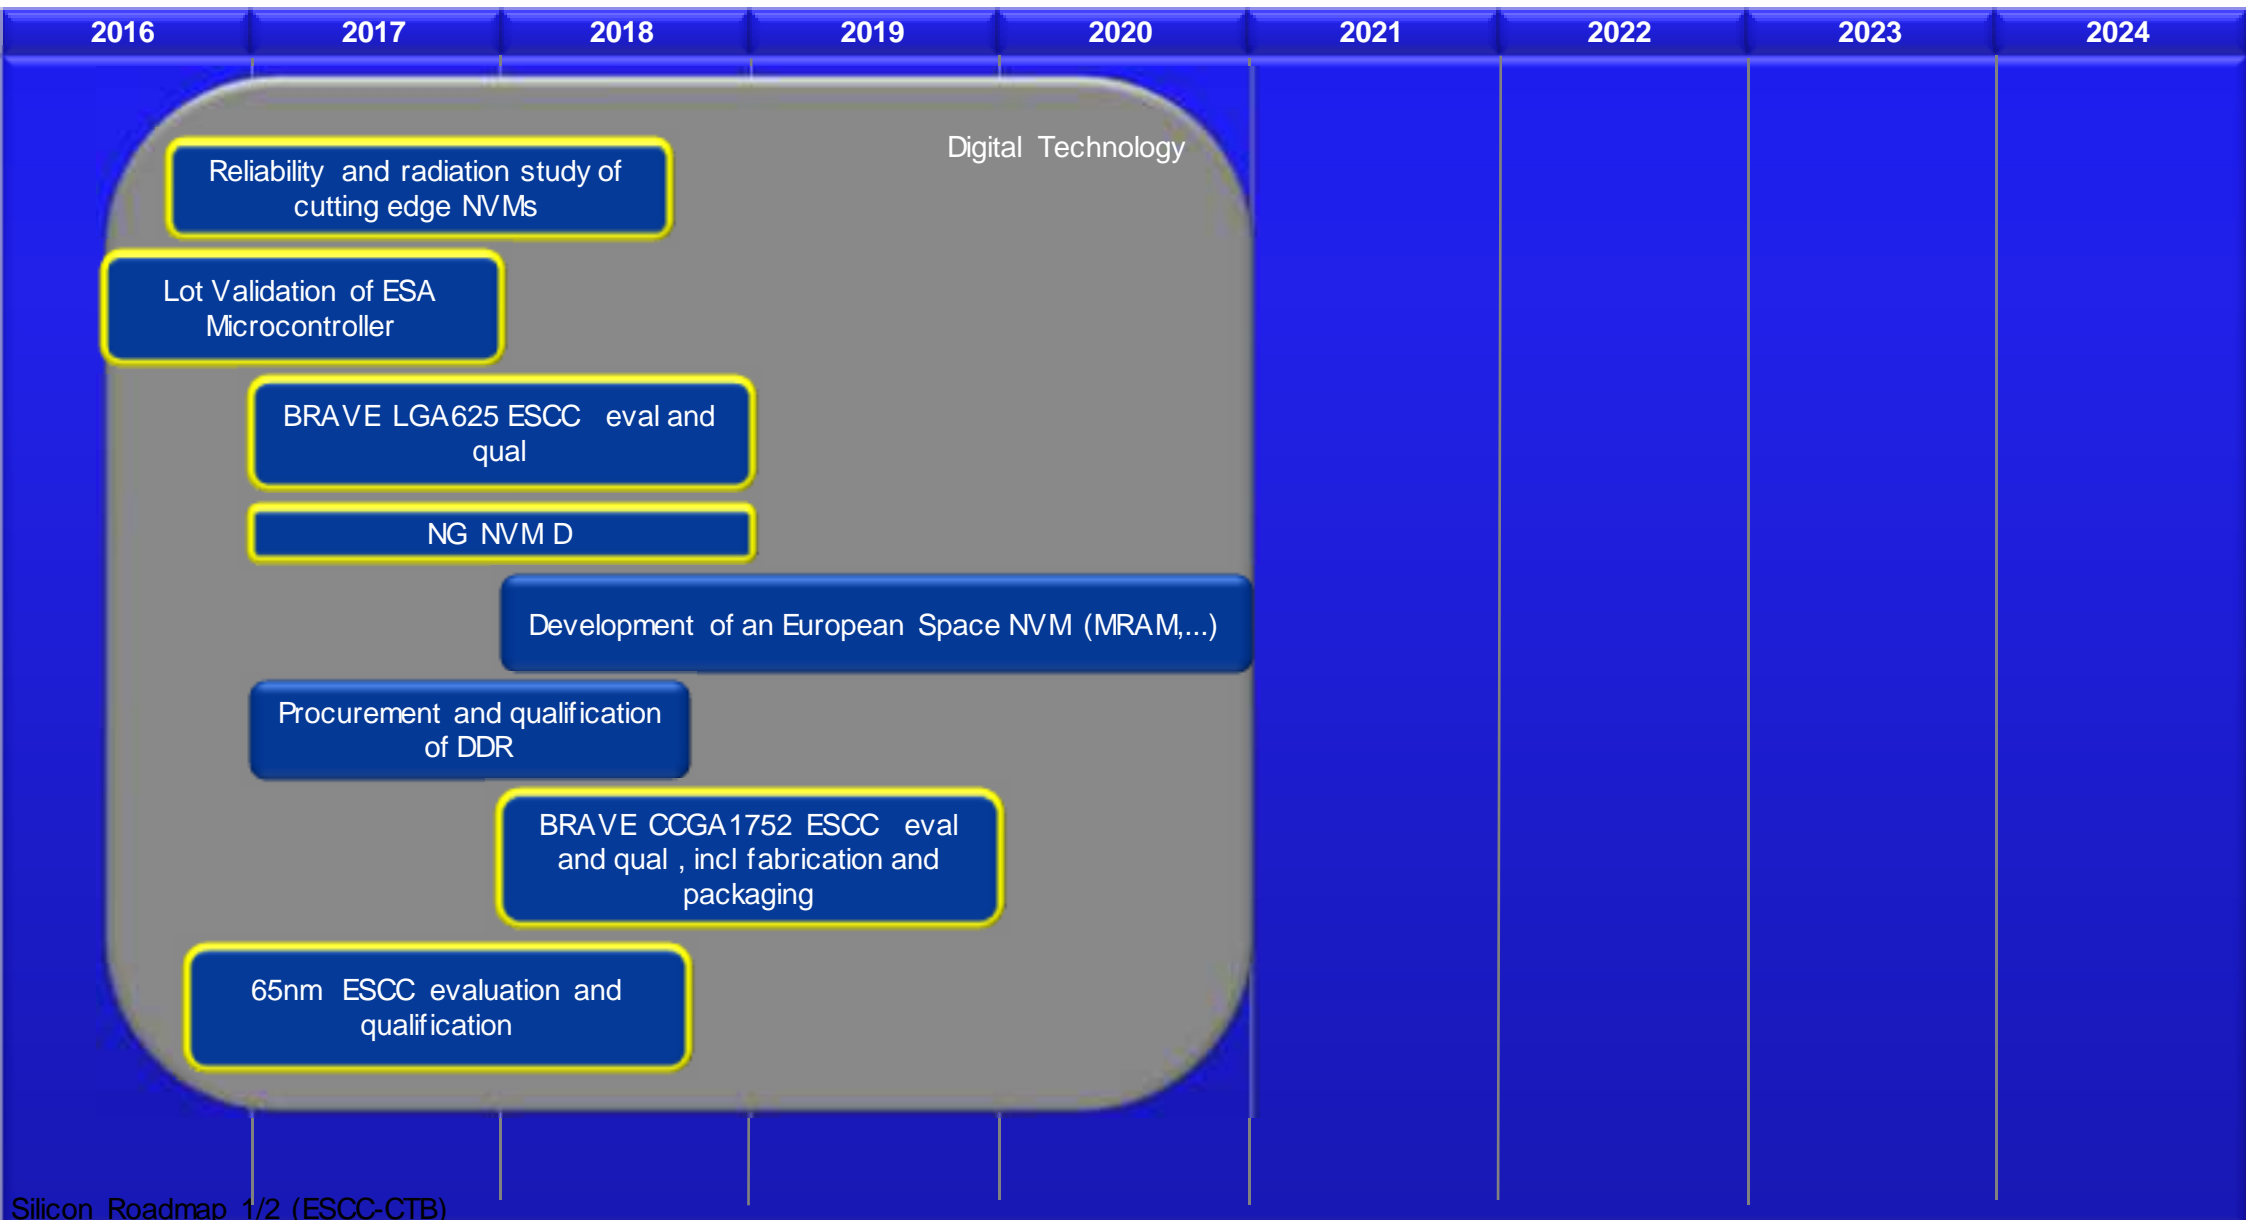 2016 2017 2018 2019 2020 2021 2022 2023 2024
Digital Technology
Reliability and radiation study of
cutting edge NVMs
Lot Validation of ESA
Microcontroller
BRAVE LGA625 ESCC eval and
qual
NG NVM D
Development of an European Space NVM (MRAM,...)
Procurement and qualification
of DDR
BRAVE CCGA1752 ESCC eval
and qual , incl fabrication and
packaging
65nm ESCC evaluation and
qualification
Silicon Roadmap 1/2 (ESCC-CTB)